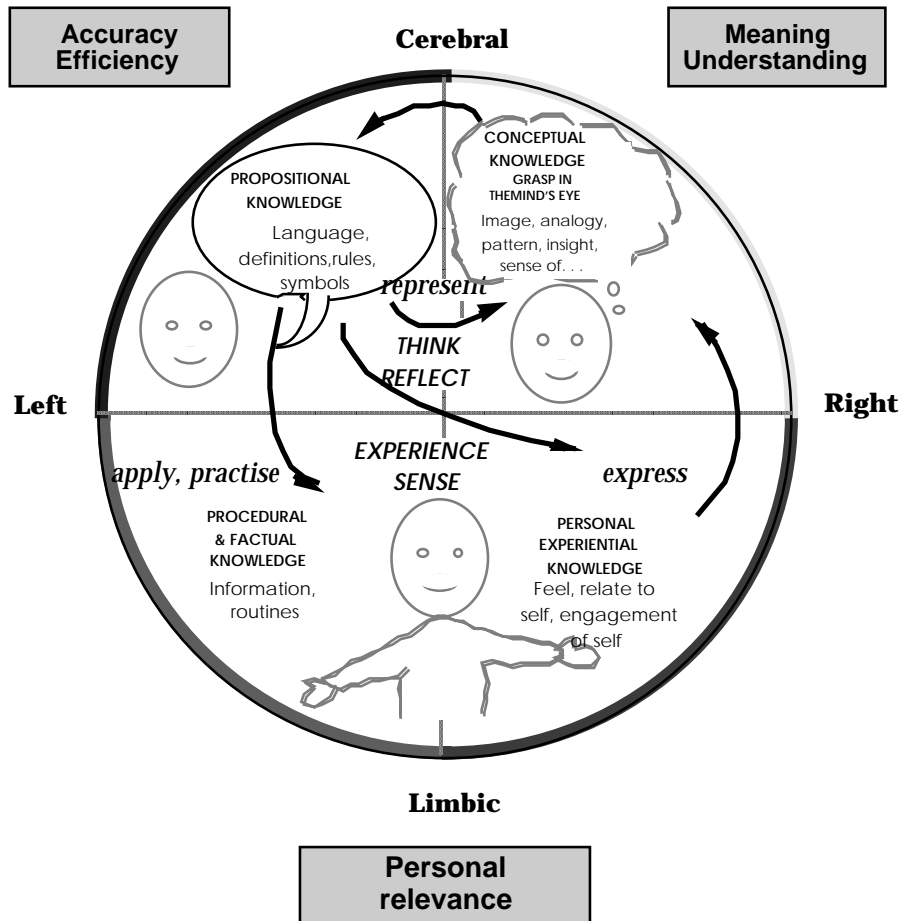 Accuracy
Efficiency
Cerebral
Meaning
Understanding
PROPOSITIONAL
KNOWLEDGE
Language,
definitions,rules,
symbols
CONCEPTUAL
KNOWLEDGE
GRASP IN
THEMIND'S EYE
Image, analogy,
pattern, insight,
sense of. . .
represent
THINK
REFLECT
Left
Right
EXPERIENCE
SENSE
apply, practise
express
PROCEDURAL
& FACTUAL
KNOWLEDGE
Information,
routines
PERSONAL
EXPERIENTIAL
KNOWLEDGE
Feel, relate to
self, engagement
of self
Limbic
Personal
relevance